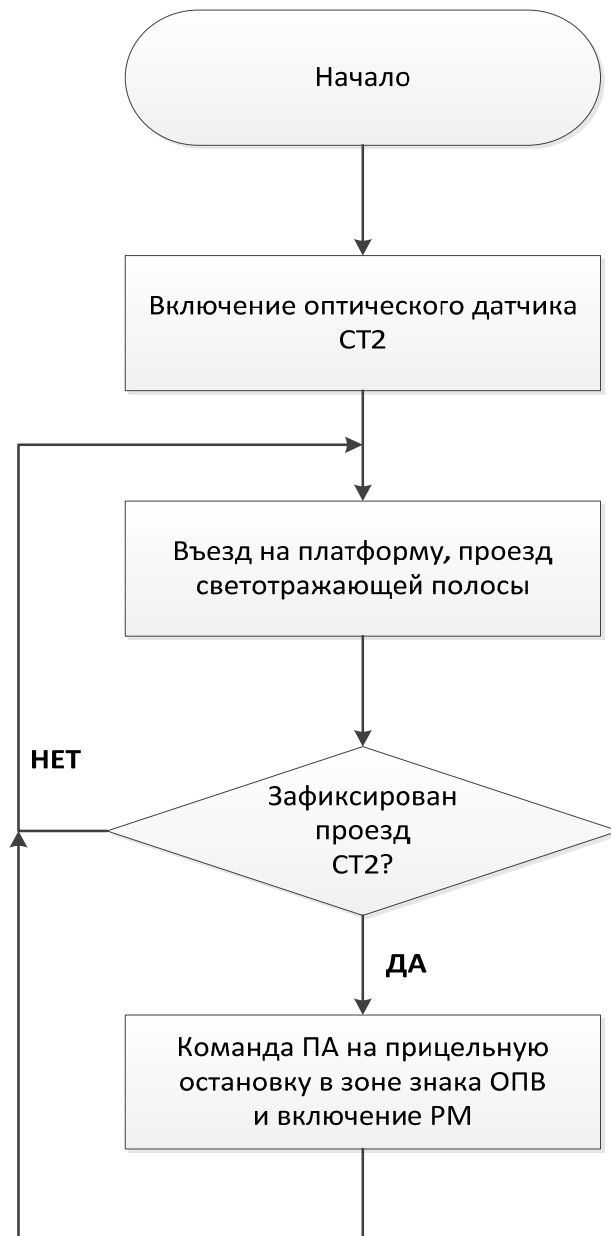 Начало
Включение оптического датчика
СТ2
Въезд на платформу, проезд
светотражающей полосы
НЕТ
Зафиксирован
проезд
СТ2?
ДА
Команда ПА на прицельную
остановку в зоне знака ОПВ
и включение РМ